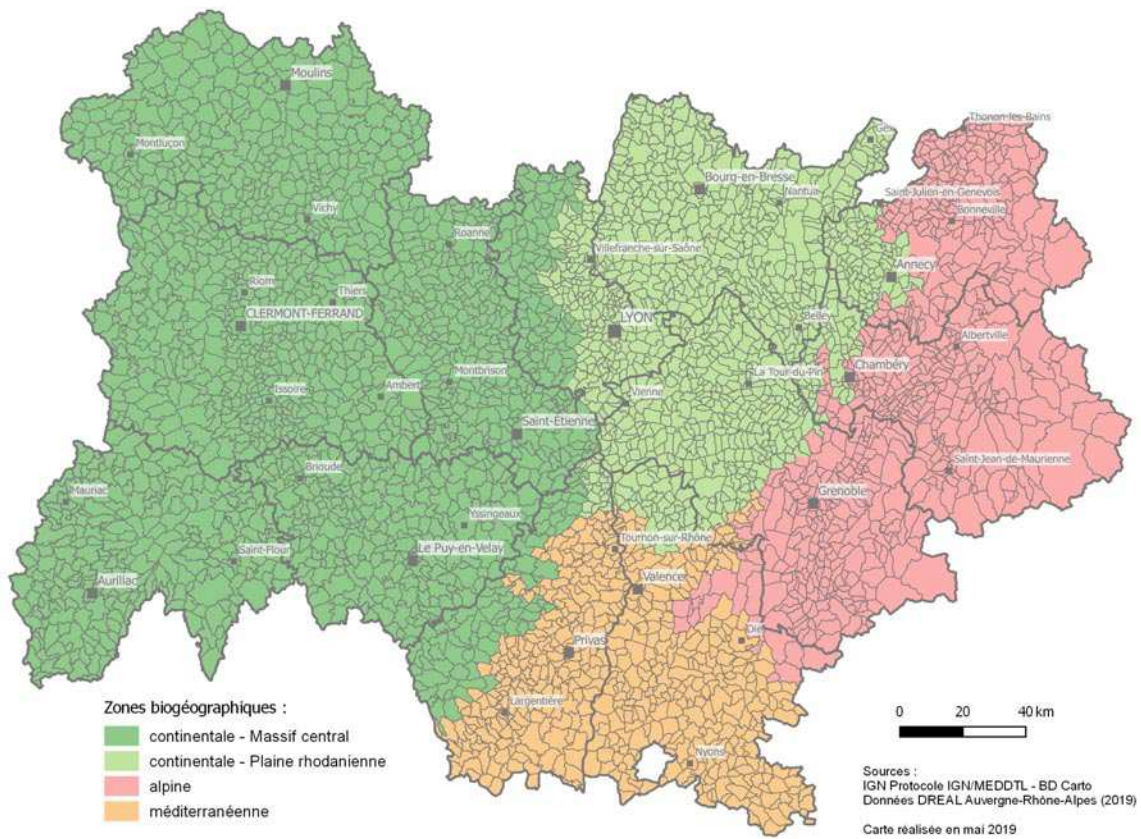 Moulins
Montluçon
Vichy
Roanne
Riom
Thiers
CLERMONT-FERRAND
Issoire
Ambert
Montbrison
Saint-Étienne
Brioude
Mauriac
Yssingeaux
Saint-Flour
Le Puy-en-Velay
Aurillac
Thonon-les-Bains
Gex
Bourg-en-Bresse
Nantua
Saint-Julien-en-Genevois
Bonneville
Villefranche-sur-Saône
Annecy
LYON
Belley
Albertville
Chambéry
La Tour-du-Pin
Vienne
Saint-Jean-de-Maurienne
Grenoble
Tournon-sur-Rhône
Valence
Die
Privas
Largentière
Nyons
Zones biogéographiques :
continentale - Massif central
continentale - Plaine rhodanienne
alpine
méditerranéenne
0 20 40 km
Sources :
IGN Protocole IGN/MEDDTL - BD Carto
Données DREAL Auvergne-Rhône-Alpes (2019)
Carte réalisée en mai 2019